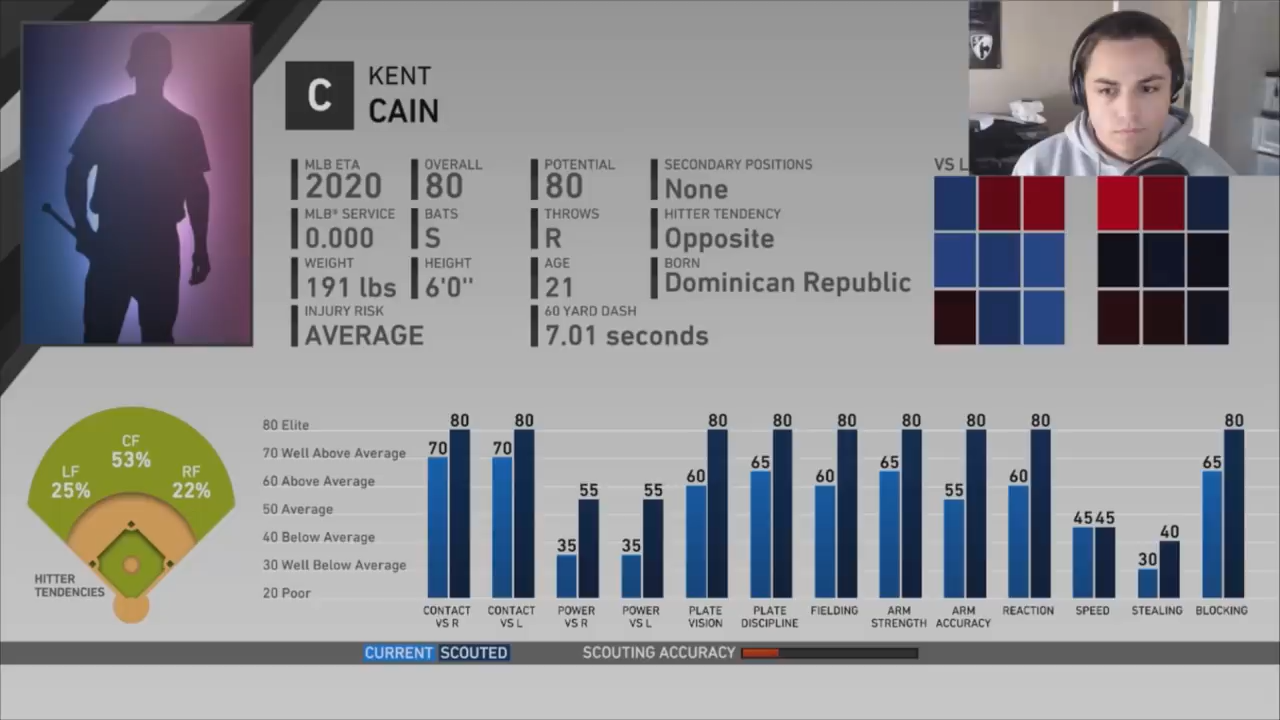 C
KENT
CAIN
MLB ETA
2020
OVERALL
80
POTENTIAL
80
SECONDARY POSITIONS
None
MLB® SERVICE
0.000
BATS
S
THROWS
R
HITTER TENDENCY
Opposite
WEIGHT
191 lbs
HEIGHT
6'0"
AGE
21
BORN
Dominican Republic
INJURY RISK
AVERAGE
60 YARD DASH
7.01 seconds
VS L
CF
53%
LF
25%
RF
22%
HITTER
TENDENCIES
80 Elite
70 Well Above Average
60 Above Average
50 Average
40 Below Average
30 Well Below Average
20 Poor
70 80
70 80
35 55
35 55
60 80
65 80
60 80
65 80
55 80
60 80
45 45
30 40
65 80
CONTACT
VS R
CONTACT
VS L
POWER
VS R
POWER
VS L
PLATE
VISION
PLATE
DISCIPLINE
FIELDING
ARM
STRENGTH
ARM
ACCURACY
REACTION
SPEED
STEALING
BLOCKING
CURRENT SCOUTED
SCOUTING ACCURACY